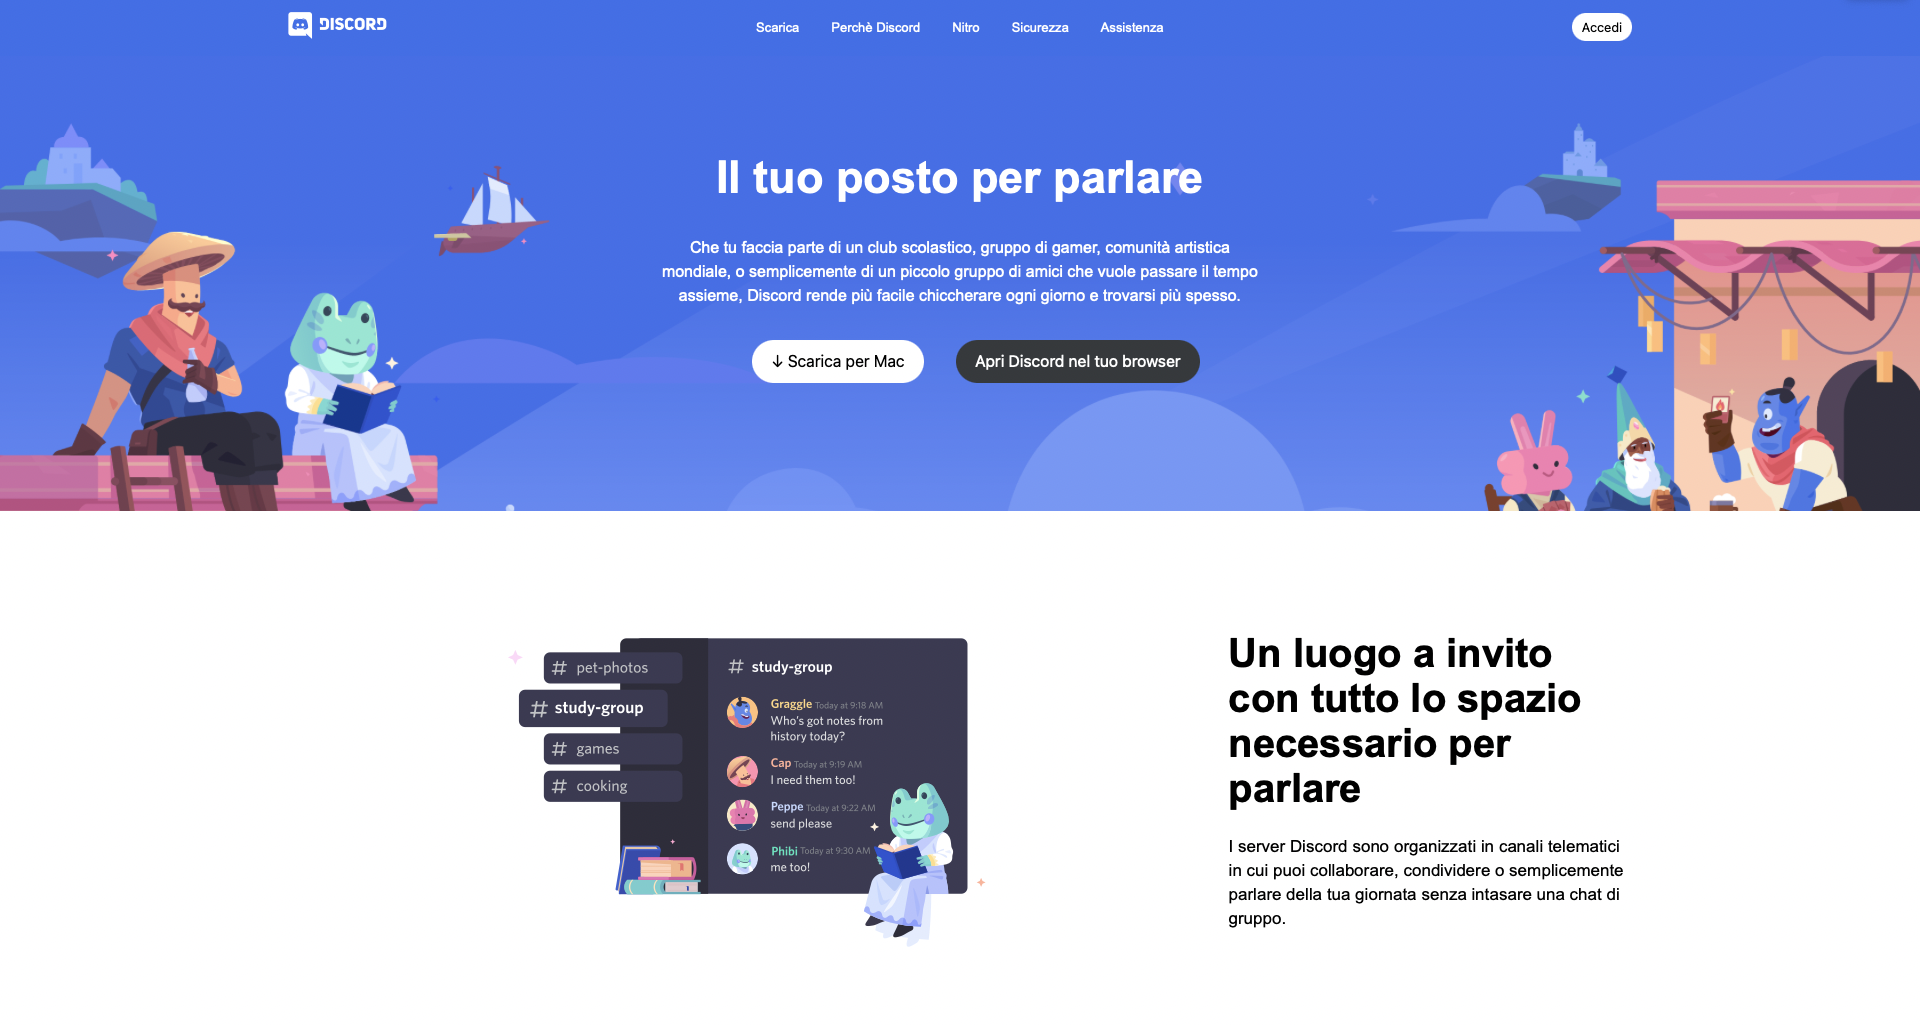 DISCORD
Scarica
Perchè Discord
Nitro
Sicurezza
Assistenza
Accedi
Il tuo posto per parlare
Che tu faccia parte di un club scolastico, gruppo di gamer, comunità artistica
mondiale, o semplicemente di un piccolo gruppo di amici che vuole passare il tempo
assieme, Discord rende più facile chiccherare ogni giorno e trovarsi più spesso.
↓ Scarica per Mac
Apri Discord nel tuo browser
# pet-photos
# study-group
# games
# cooking
# study-group
Graggle Today at 9:18 AM
Who's got notes from
history today?
Cap Today at 9:19 AM
I need them too!
Peppe Today at 9:22 AM
send please
Phibi Today at 9:30 AM
me too!
Un luogo a invito
con tutto lo spazio
necessario per
parlare
I server Discord sono organizzati in canali telematici
in cui puoi collaborare, condividere o semplicemente
parlare della tua giornata senza intasare una chat di
gruppo.